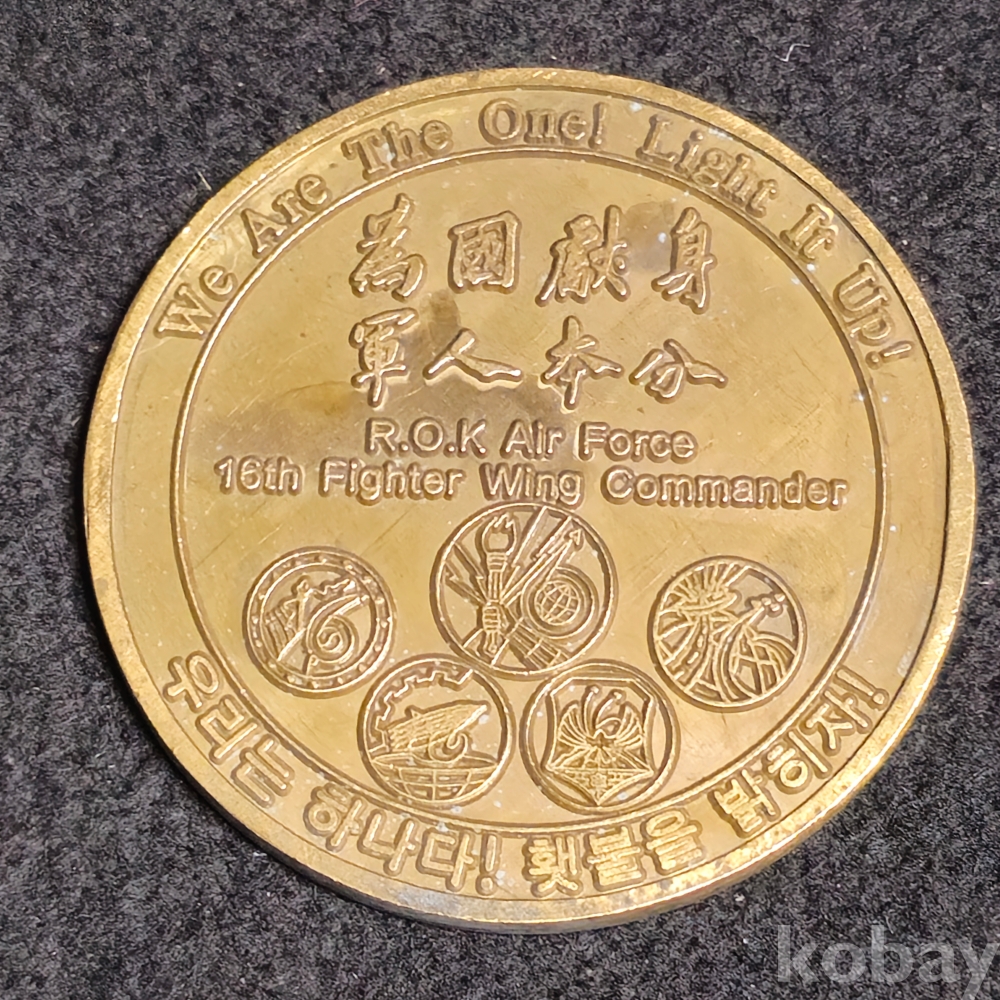 We Are The One! Light It Up!
為國獻身
軍人本分
R.O.K Air Force
16th Fighter Wing Commander
우리는 하나다! 횃불을 밝히자!
kobay